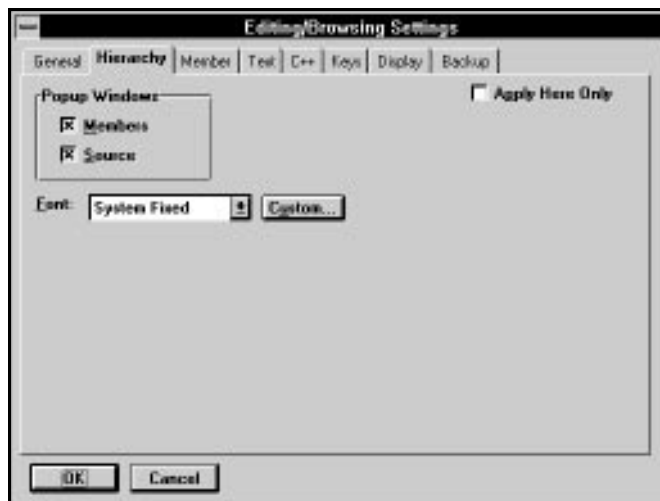 Editing/Browsing Settings
General Hierarchy Member Text C++ Keys Display Backup
Popup Windows
Apply Here Only
Members
Source
Font: System Fixed Custom...
OK Cancel